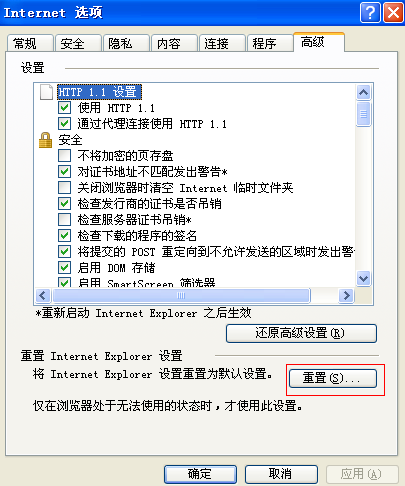 Internet 选项
常规 安全 隐私 内容 连接 程序 高级
设置
HTTP 1.1 设置
使用 HTTP 1.1
通过代理连接使用 HTTP 1.1
安全
不将加密的页存盘
对证书地址不匹配发出警告*
关闭浏览器时清空 Internet 临时文件夹
检查发行商的证书是否吊销
检查服务器证书吊销*
检查下载的程序的签名
将提交的 POST 重定向到不允许发送的区域时发出警告
启用 DOM 存储
启用 SmartScreen 筛选器
*重新启动 Internet Explorer 之后生效
还原高级设置(R)
重置 Internet Explorer 设置
将 Internet Explorer 设置重置为默认设置。
重置(S)...
仅在浏览器处于无法使用的状态时,才使用此设置。
确定 取消 应用(A)